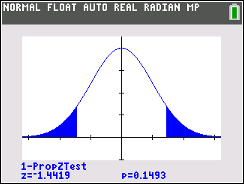 NORMAL FLOAT AUTO REAL RADIAN MP
1-PropZTest
z=-1.4419 p=0.1493